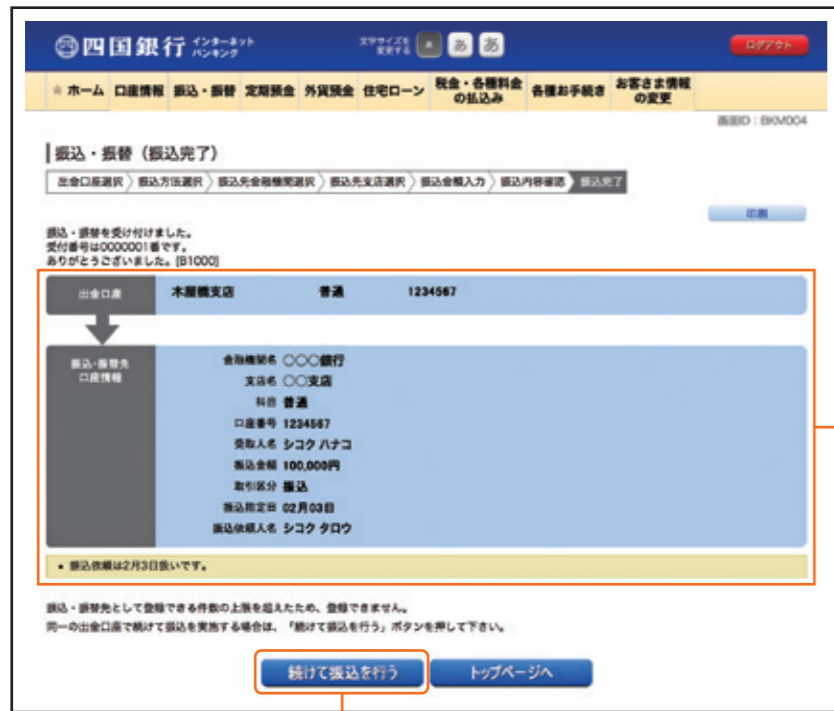 四国銀行 インターネットバンキング
文字サイズを変更する あ あ あ
ログアウト
ホーム 口座情報 振込・振替 定期預金 外貨預金 住宅ローン 税金・各種料金の払込み 各種お手続き お客さま情報の変更
画面ID：BKM004
振込・振替（振込完了）
出金口座選択 振込方法選択 振込先金融機関選択 振込先支店選択 振込金額入力 振込内容確認 振込完了
印刷
振込・振替を受け付けました。
受付番号は0000001番です。
ありがとうございました。[B1000]
出金口座 木屋橋支店 普通 1234567
振込・振替先
口座情報
金融機関名 〇〇〇銀行
支店名 〇〇支店
科目 普通
口座番号 1234567
受取人名 シコク ハナコ
振込金額 100,000円
取引区分 振込
振込指定日 02月03日
振込依頼人名 シコク タロウ
• 振込依頼は2月3日扱いです。
振込・振替先として登録できる件数の上限を超えたため、登録できません。
同一の出金口座で続けて振込を実施する場合は、「続けて振込を行う」ボタンを押して下さい。
続けて振込を行う トップページへ